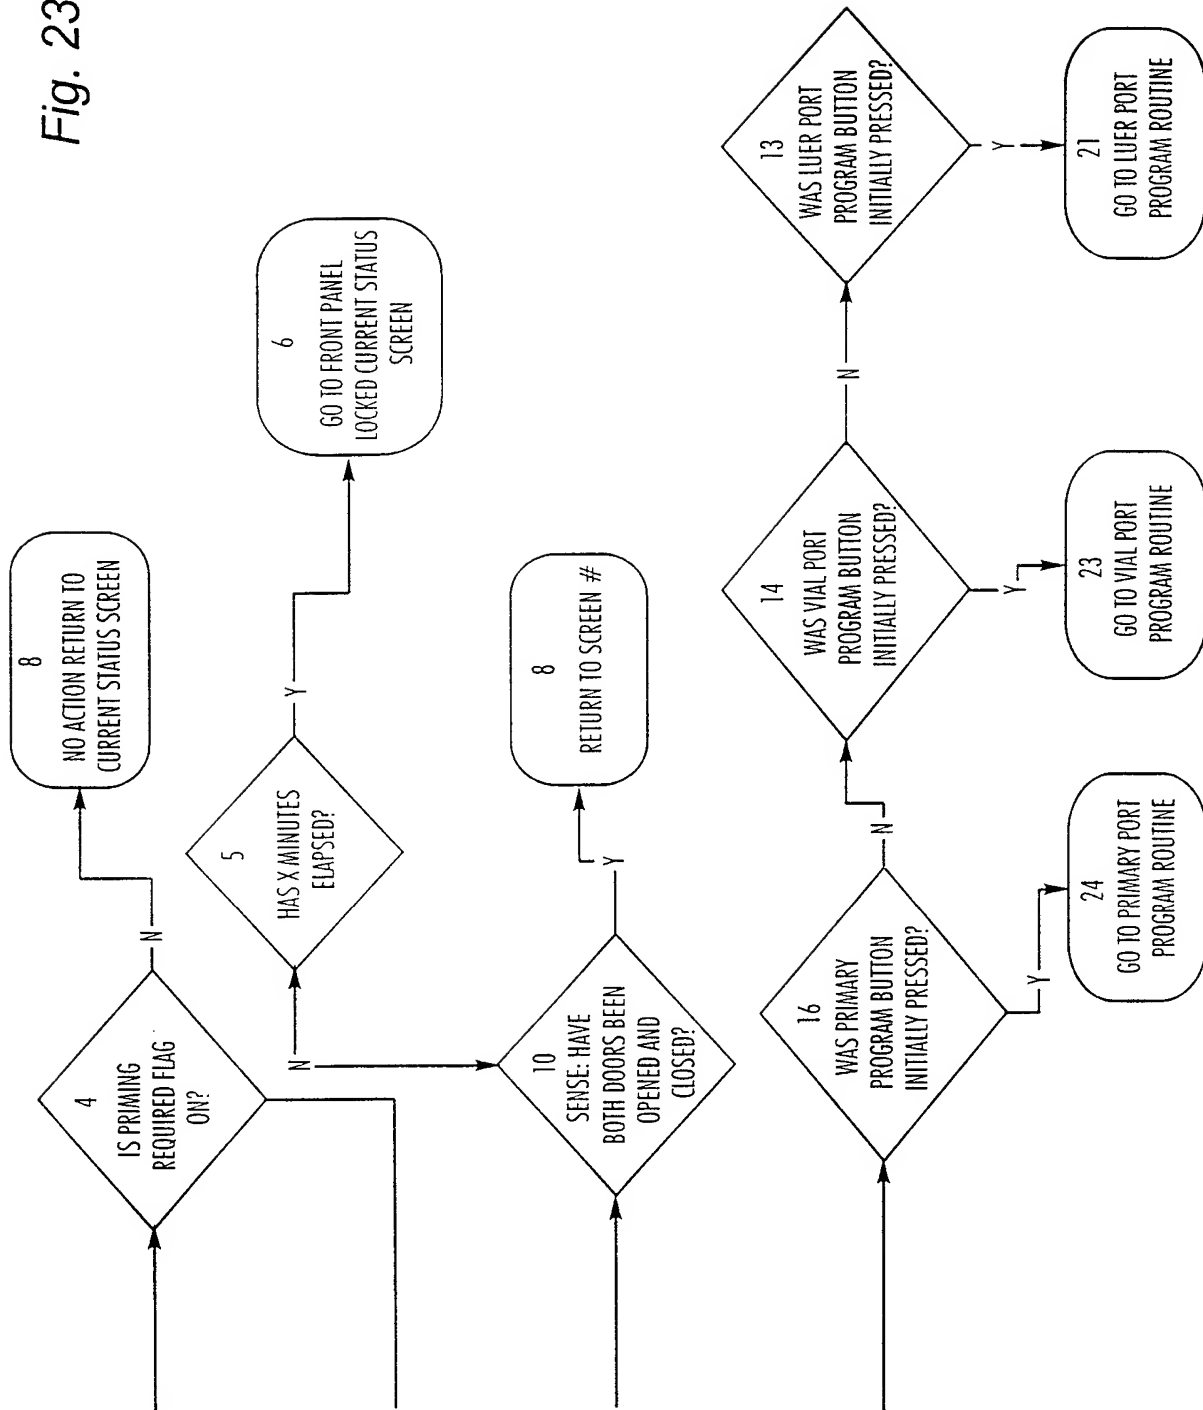 Fig. 23
8
NO ACTION RETURN TO
CURRENT STATUS SCREEN
N
4
IS PRIMING
REQUIRED FLAG
ON?
6
GO TO FRONT PANEL
LOCKED CURRENT STATUS
SCREEN
Y
5
HAS X MINUTES
ELAPSED?
N
8
RETURN TO SCREEN #
Y
10
SENSE: HAVE
BOTH DOORS BEEN
OPENED AND
CLOSED?
16
WAS PRIMARY
PROGRAM BUTTON
INITIALLY PRESSED?
N
Y
24
GO TO PRIMARY PORT
PROGRAM ROUTINE
14
WAS VIAL PORT
PROGRAM BUTTON
INITIALLY PRESSED?
N
Y
23
GO TO VIAL PORT
PROGRAM ROUTINE
13
WAS LUER PORT
PROGRAM BUTTON
INITIALLY PRESSED?
Y
21
GO TO LUER PORT
PROGRAM ROUTINE